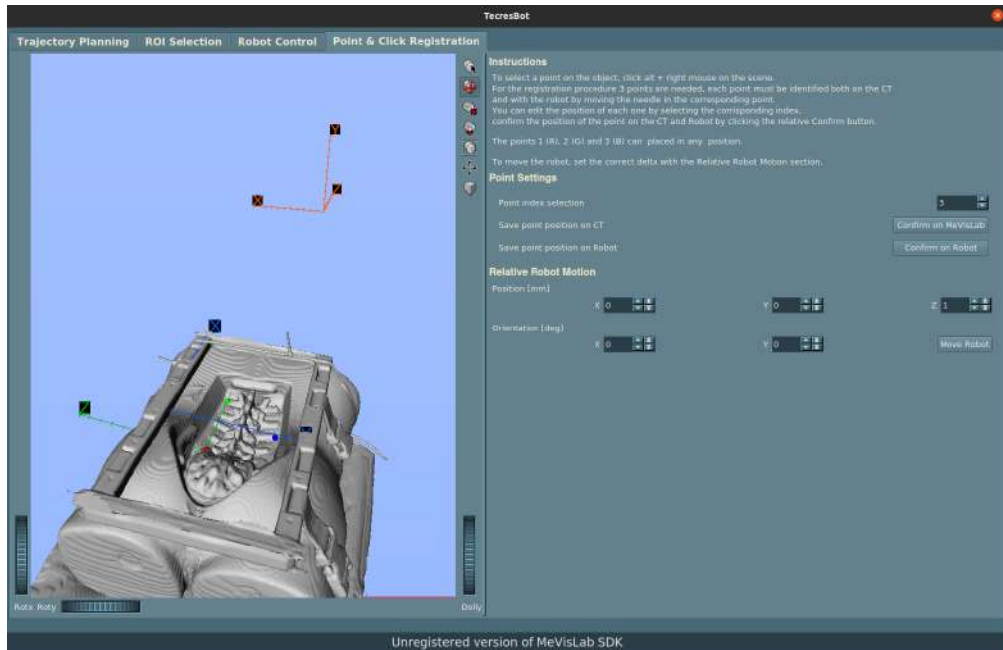 TecresBot
Trajectory Planning ROI Selection Robot Control Point & Click Registration
Instructions
To select a point on the object, click alt + right mouse on the scene.
For the registration procedure 3 points are needed, each point must be identified both on the CT
and with the robot by moving the needle in the corresponding point.
You can edit the position of each one by selecting the corrisponding index,
confirm the position of the point on the CT and Robot by clicking the relative Confirm button.
The points 1 (R), 2 (G) and 3 (B) can placed in any position.
To move the robot, set the correct delta with the Relative Robot Motion section.
Point Settings
Point index selection 3
Save point position on CT Confirm on MeVisLab
Save point position on Robot Confirm on Robot
Relative Robot Motion
Position [mm]
X 0 Y 0 Z 1
Orientation [deg]
X 0 Y 0 Move Robot
Y
X Z
X
Z
Rotx Roty Dolly
Unregistered version of MeVisLab SDK